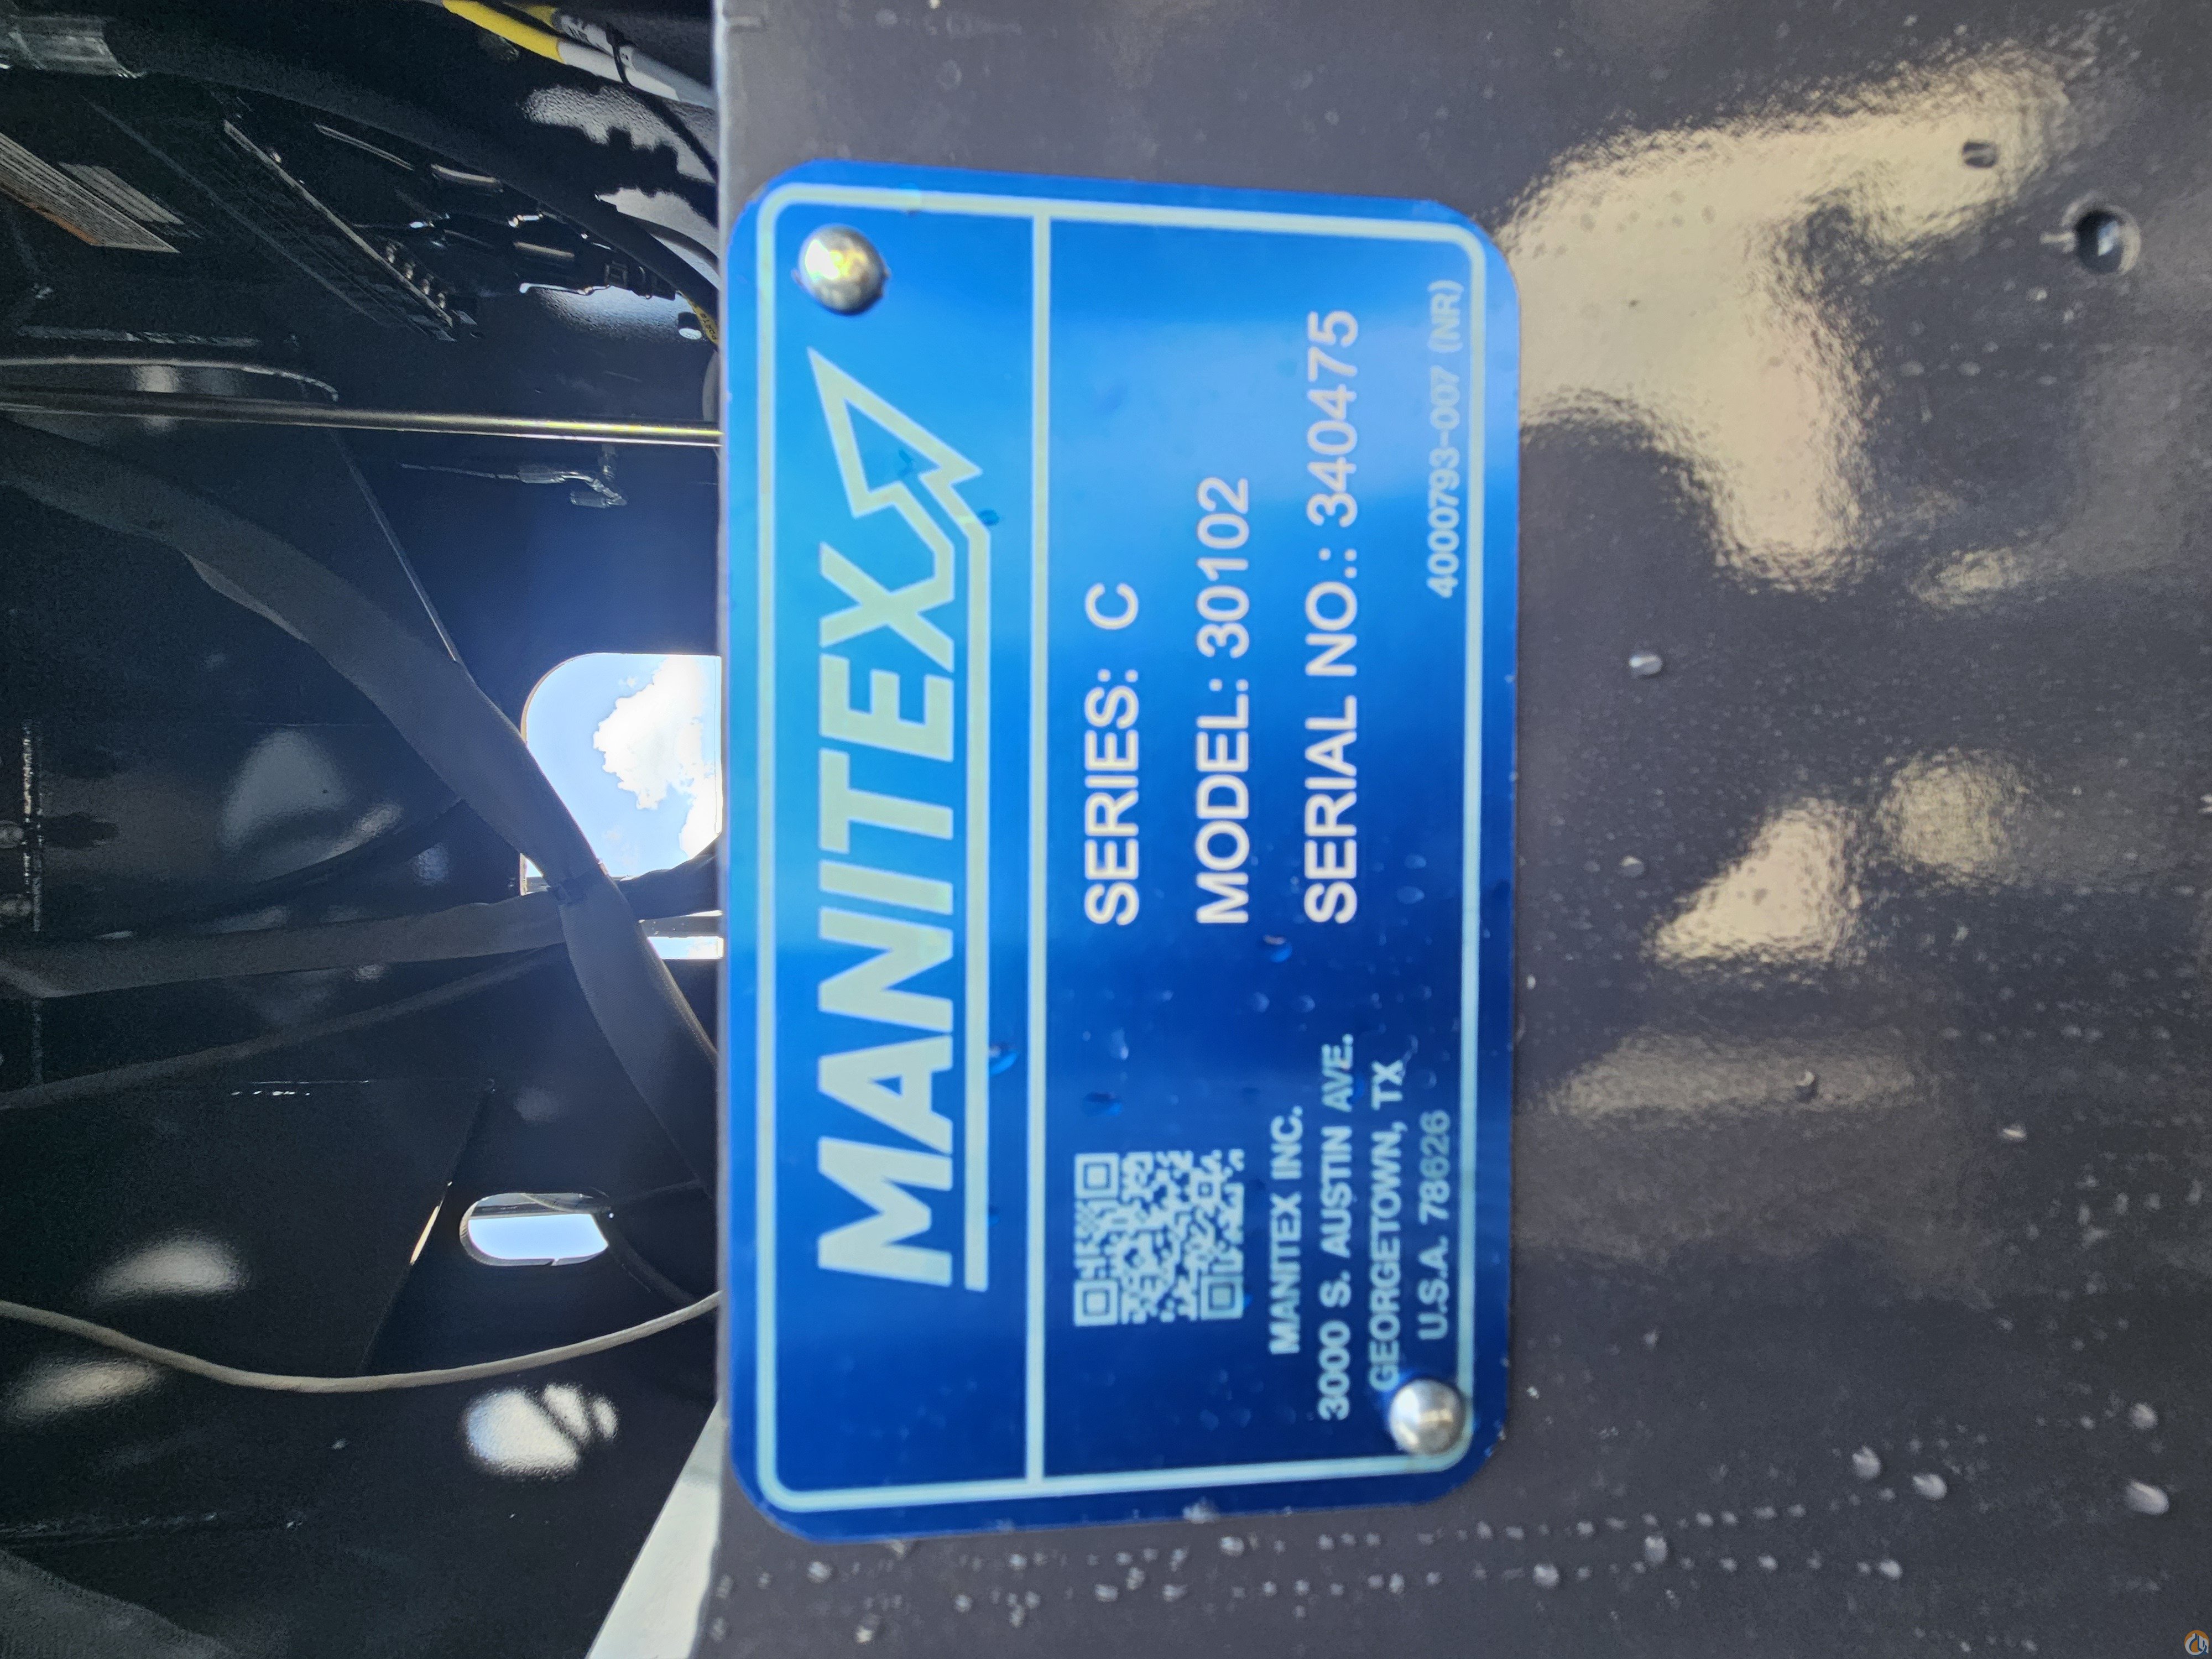 MANITEX
SERIES: C
MODEL: 30102
SERIAL NO.: 340475
MANITEX INC.
3000 S. AUSTIN AVE.
GEORGETOWN, TX
U.S.A. 78626
4000793-007 (NR)